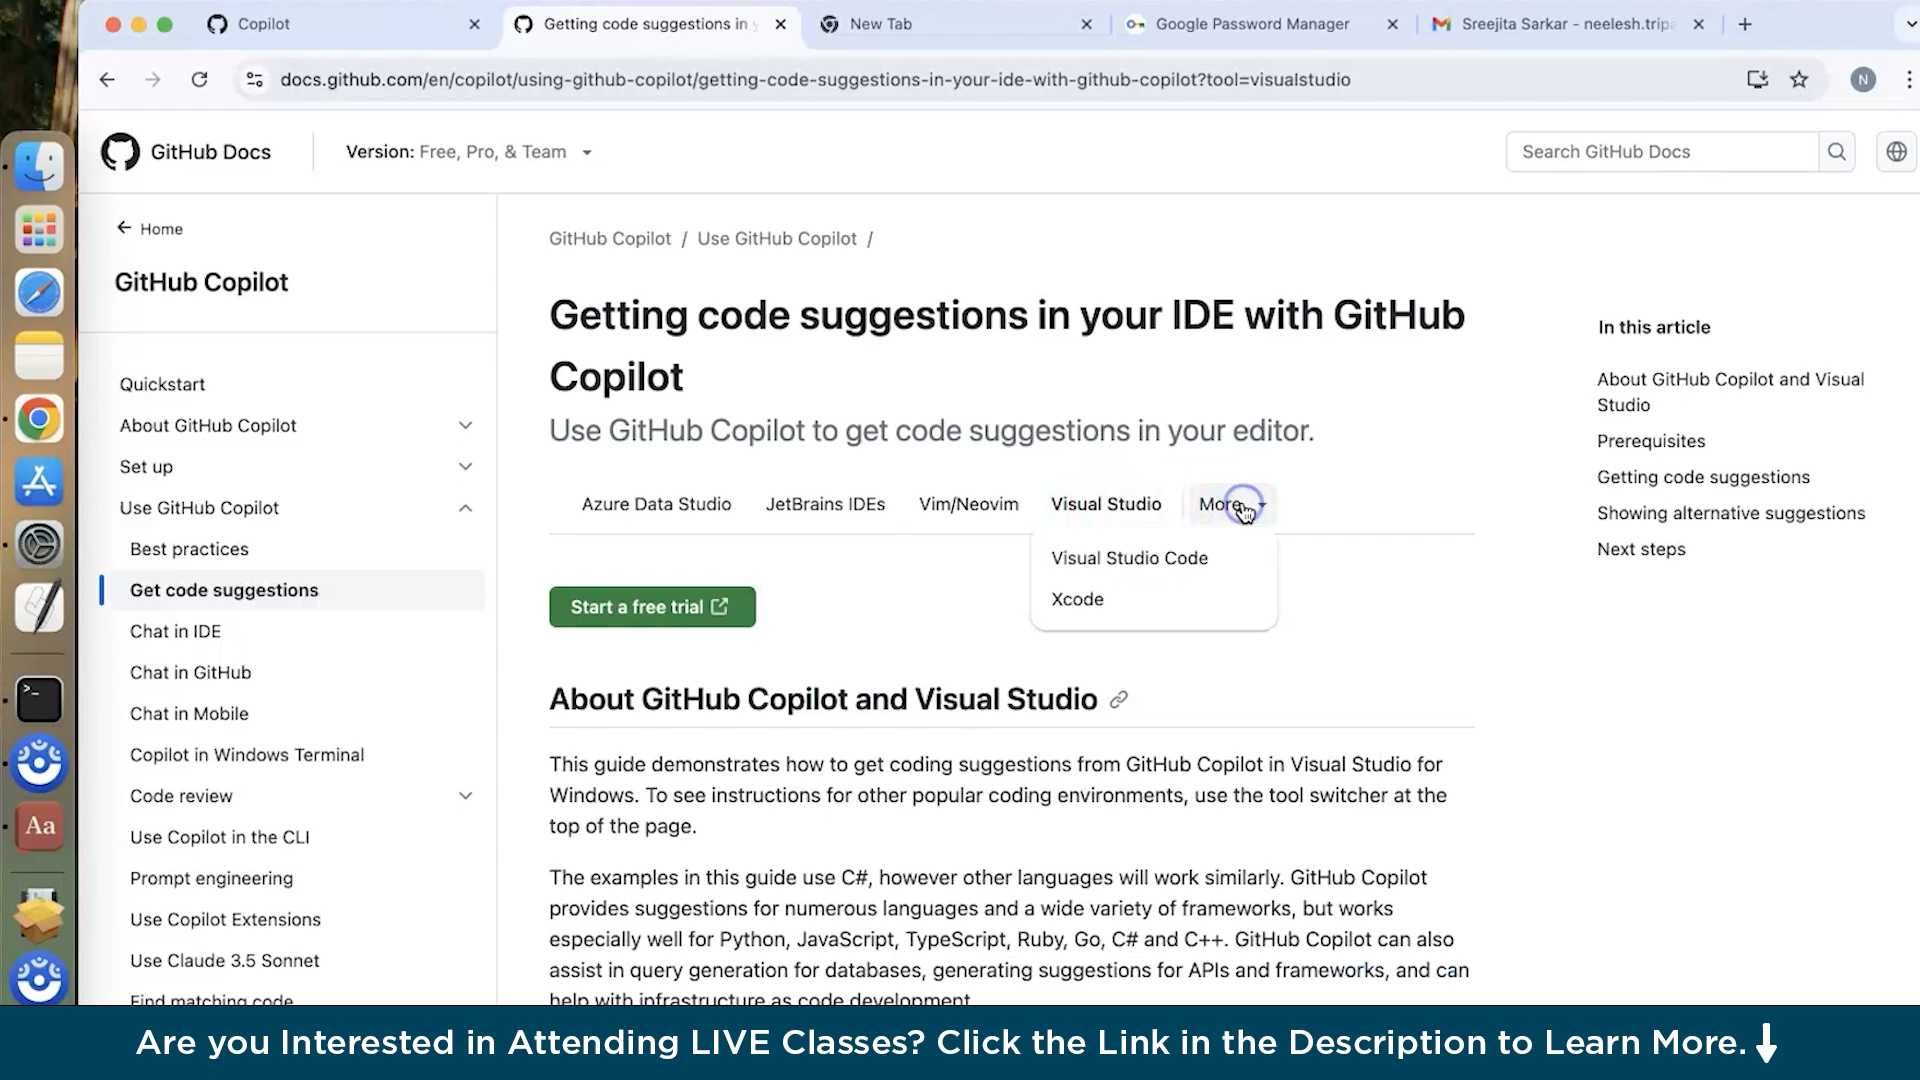 Copilot
Getting code suggestions in y
New Tab
Google Password Manager
Sreejita Sarkar - neelesh.tripa
docs.github.com/en/copilot/using-github-copilot/getting-code-suggestions-in-your-ide-with-github-copilot?tool=visualstudio
N
GitHub Docs
Version: Free, Pro, & Team
Search GitHub Docs
Home
GitHub Copilot
Quickstart
About GitHub Copilot
Set up
Use GitHub Copilot
Best practices
Get code suggestions
Chat in IDE
Chat in GitHub
Chat in Mobile
Copilot in Windows Terminal
Code review
Use Copilot in the CLI
Prompt engineering
Use Copilot Extensions
Use Claude 3.5 Sonnet
Find matching code
GitHub Copilot / Use GitHub Copilot /
Getting code suggestions in your IDE with GitHub
Copilot
Use GitHub Copilot to get code suggestions in your editor.
Azure Data Studio
JetBrains IDEs
Vim/Neovim
Visual Studio
More
Visual Studio Code
Xcode
Start a free trial
About GitHub Copilot and Visual Studio
This guide demonstrates how to get coding suggestions from GitHub Copilot in Visual Studio for
Windows. To see instructions for other popular coding environments, use the tool switcher at the
top of the page.
The examples in this guide use C#, however other languages will work similarly. GitHub Copilot
provides suggestions for numerous languages and a wide variety of frameworks, but works
especially well for Python, JavaScript, TypeScript, Ruby, Go, C# and C++. GitHub Copilot can also
assist in query generation for databases, generating suggestions for APIs and frameworks, and can
help with infrastructure as code development.
In this article
About GitHub Copilot and Visual
Studio
Prerequisites
Getting code suggestions
Showing alternative suggestions
Next steps
Aa
Are you Interested in Attending LIVE Classes? Click the Link in the Description to Learn More.